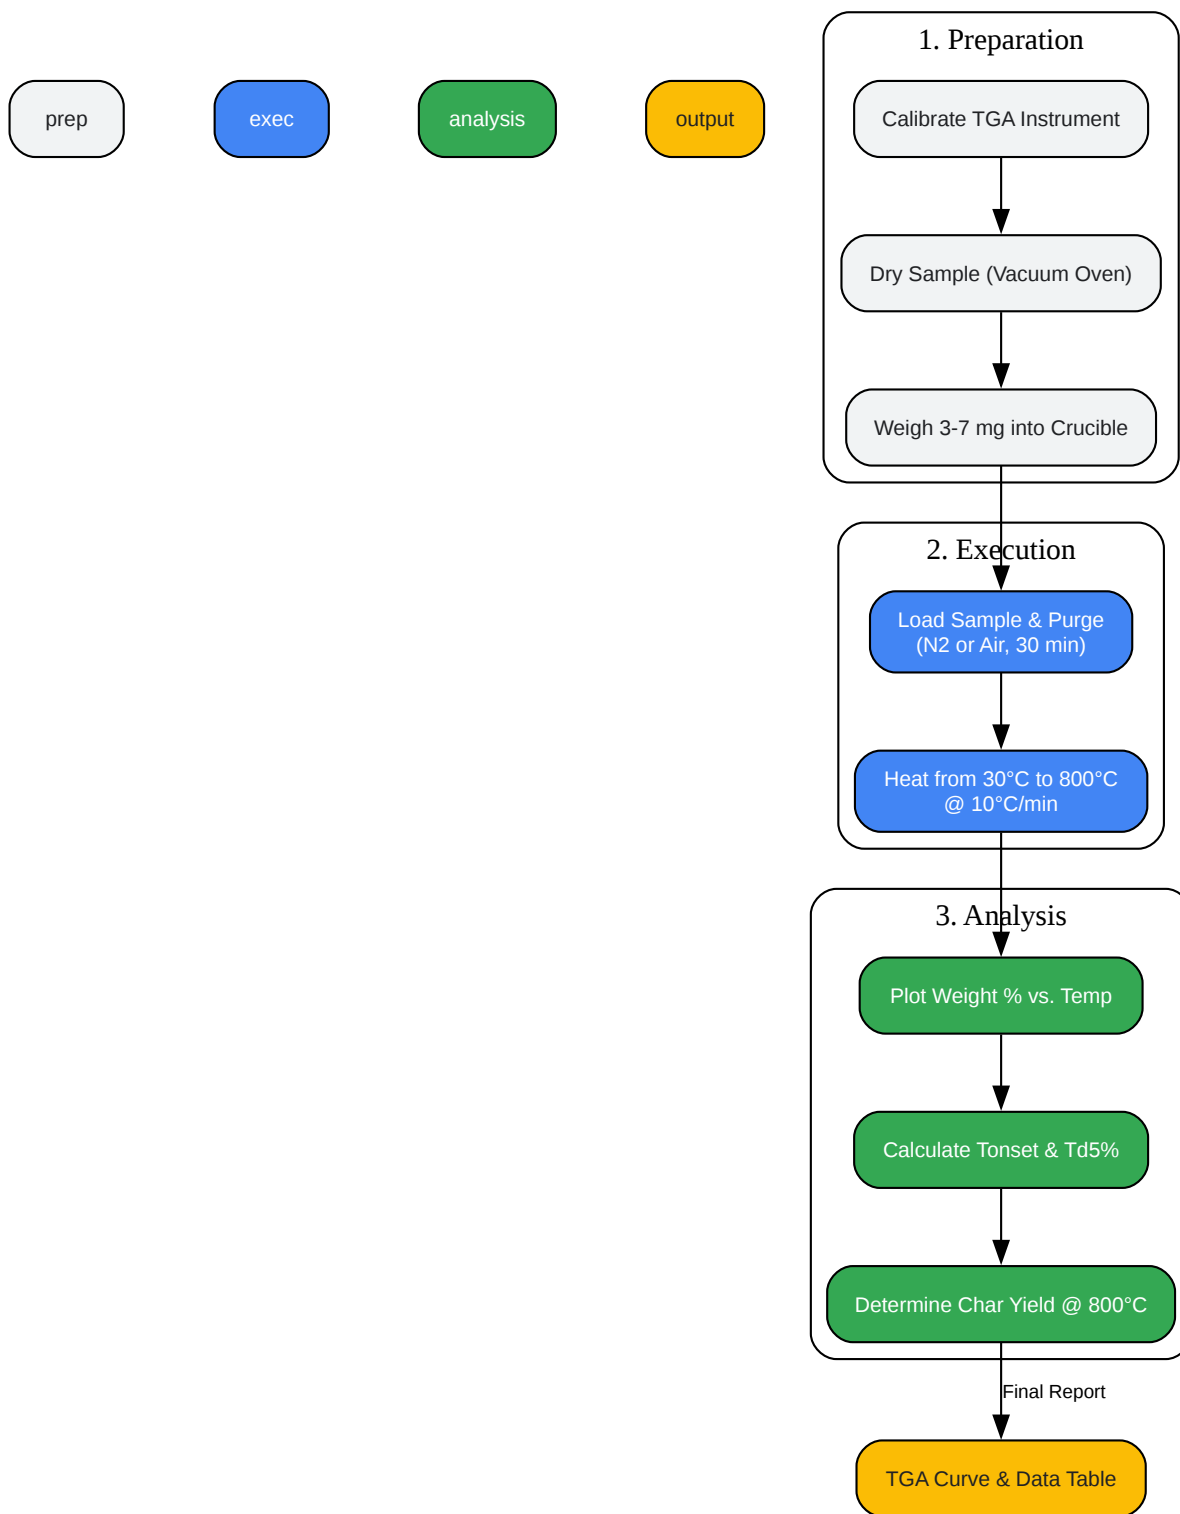 1. Preparation
prep
exec
analysis
output
Calibrate TGA Instrument
Dry Sample (Vacuum Oven)
Weigh 3-7 mg into Crucible
2. Execution
Load Sample & Purge
(N2 or Air, 30 min)
Heat from 30°C to 800°C
@ 10°C/min
3. Analysis
Plot Weight % vs. Temp
Calculate Tonset & Td5%
Determine Char Yield @ 800°C
Final Report
TGA Curve & Data Table